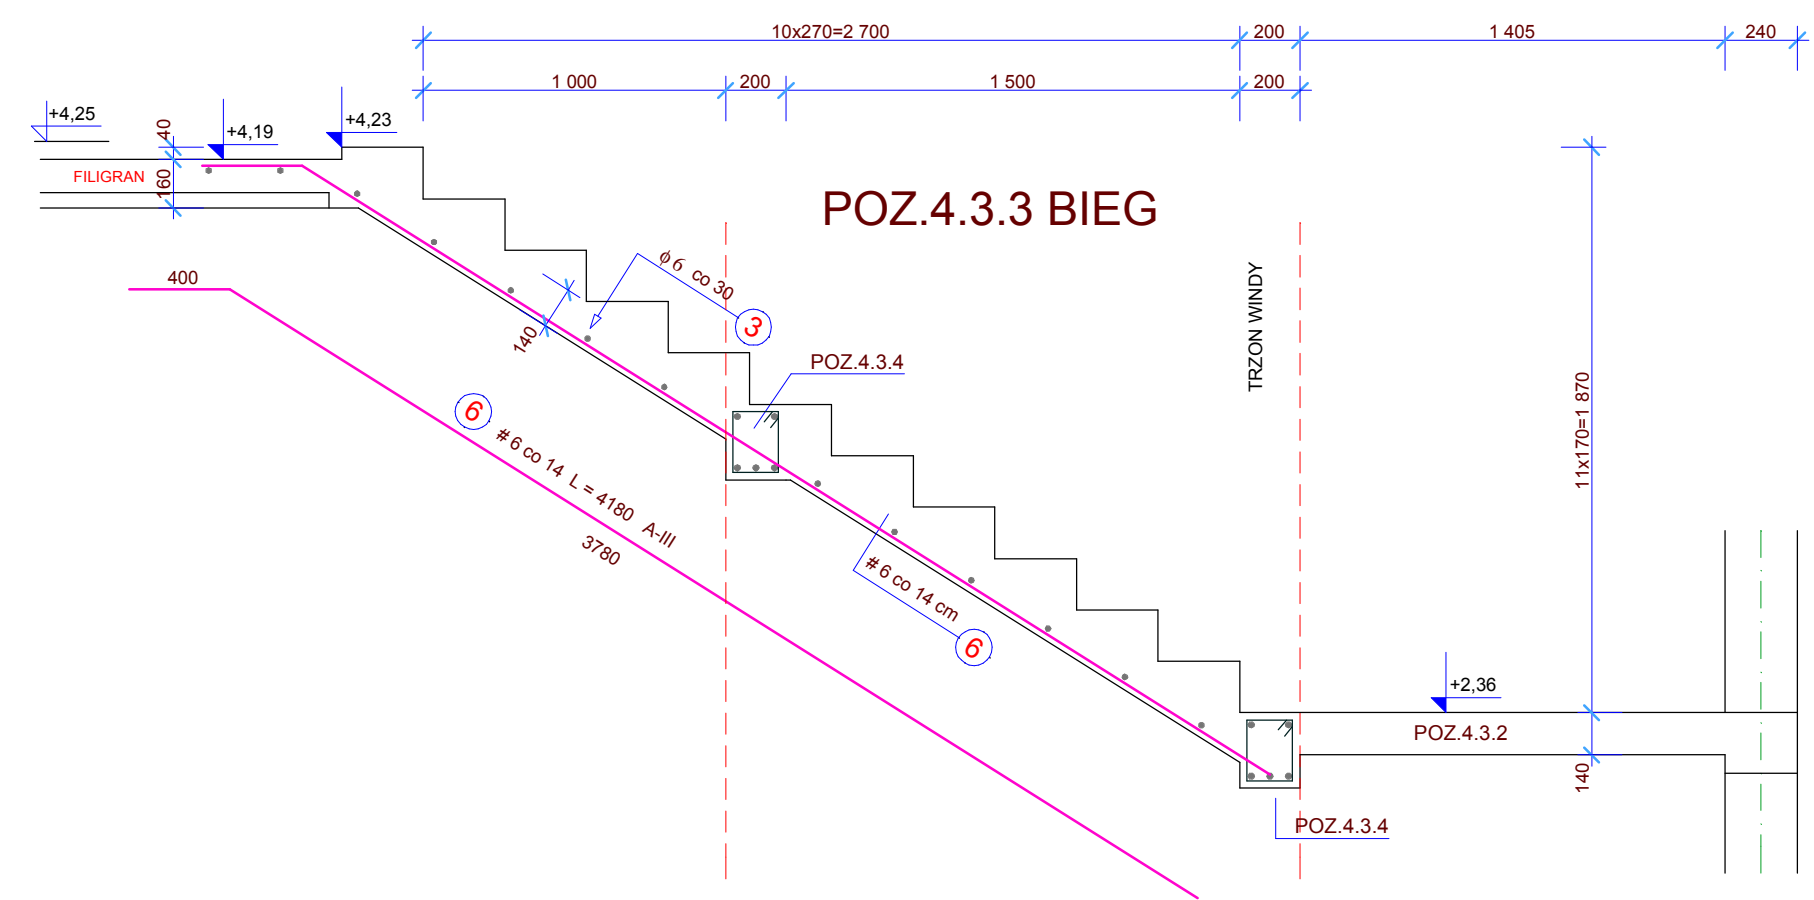 10x270=2 700
200
1 405
240
1 000
200
1 500
200
+4,25
40
+4,19
+4,23
FILIGRAN
160
POZ.4.3.3 BIEG
400
ϕ 6 co 30
3
140
TRZON WINDY
POZ.4.3.4
11x170=1 870
6
# 6 co 14 L = 4180 A-III
3780
# 6 co 14 cm
6
+2,36
POZ.4.3.2
140
POZ.4.3.4